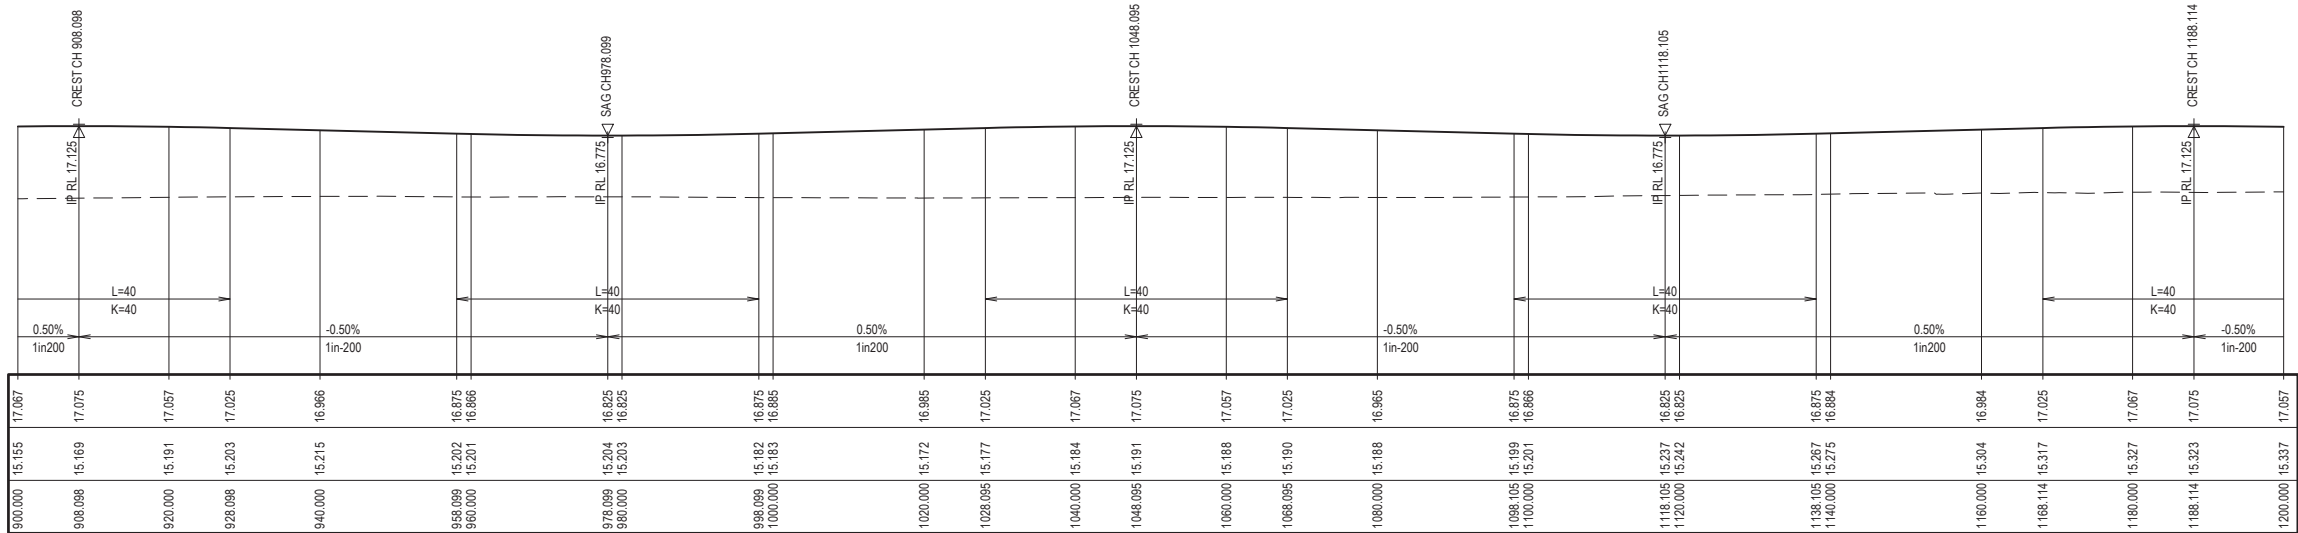 CREST CH 908.098
SAG CH978.099
CREST CH 1048.095
SAG CH1118.105
CREST CH 1188.114
IP RL 17.125
IP RL 16.775
IP RL 17.125
IP RL 16.775
IP RL 17.125
L=40
K=40
L=40
K=40
L=40
K=40
L=40
K=40
L=40
K=40
0.50%
1in200
-0.50%
1in-200
0.50%
1in200
-0.50%
1in-200
0.50%
1in200
-0.50%
1in-200
17.067 17.075 17.057 17.025 16.966 16.875 16.866 16.825 16.825 16.875 16.885 16.985 17.025 17.067 17.075 17.057 17.025 16.965 16.875 16.866 16.825 16.825 16.875 16.884 16.984 17.025 17.067 17.075 17.057
15.155 15.169 15.191 15.203 15.215 15.202 15.201 15.204 15.203 15.182 15.183 15.172 15.177 15.184 15.191 15.188 15.190 15.188 15.199 15.201 15.237 15.242 15.267 15.275 15.304 15.317 15.327 15.323 15.337
900.000 908.098 920.000 928.098 940.000 958.099 960.000 978.099 980.000 998.099 1000.000 1020.000 1028.095 1040.000 1048.095 1060.000 1068.095 1080.000 1098.105 1100.000 1118.105 1120.000 1138.105 1140.000 1160.000 1168.114 1180.000 1188.114 1200.000